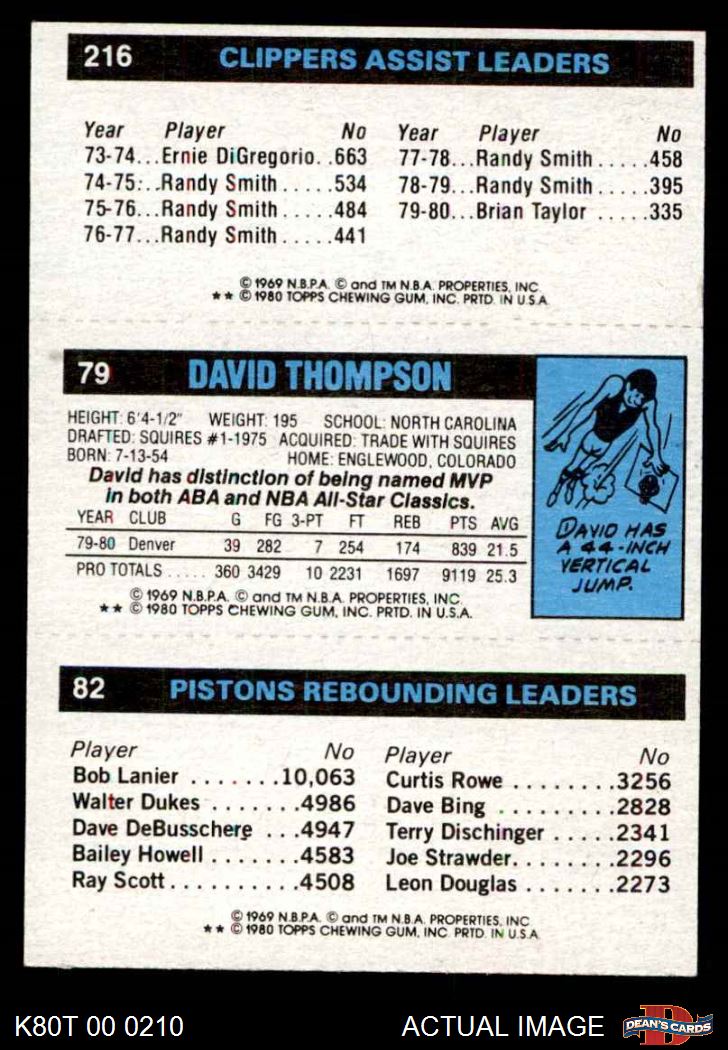 216 CLIPPERS ASSIST LEADERS
Year Player No Year Player No
73-74...Ernie DiGregorio. .663 77-78...Randy Smith . . . . .458
74-75:. .Randy Smith . . . . .534 78-79...Randy Smith . . . . .395
75-76...Randy Smith . . . . .484 79-80...Brian Taylor . . . . .335
76-77...Randy Smith . . . . .441
© 1969 N.B.P.A. © and TM N.B.A. PROPERTIES, INC.
★★ © 1980 TOPPS CHEWING GUM, INC. PRTD. IN U.S.A.
79 DAVID THOMPSON
HEIGHT: 6'4-1/2" WEIGHT: 195 SCHOOL: NORTH CAROLINA
DRAFTED: SQUIRES #1-1975 ACQUIRED: TRADE WITH SQUIRES
BORN: 7-13-54 HOME: ENGLEWOOD, COLORADO
David has distinction of being named MVP
in both ABA and NBA All-Star Classics.
YEAR CLUB G FG 3-PT FT REB PTS AVG
79-80 Denver 39 282 7 254 174 839 21.5
PRO TOTALS . . . . . 360 3429 10 2231 1697 9119 25.3
© 1969 N.B.P.A. © and TM N.B.A. PROPERTIES, INC.
★★ © 1980 TOPPS CHEWING GUM, INC. PRTD. IN U.S.A.
DAVID HAS
A 44-INCH
VERTICAL
JUMP.
82 PISTONS REBOUNDING LEADERS
Player No Player No
Bob Lanier . . . . . . .10,063 Curtis Rowe . . . . . . . .3256
Walter Dukes . . . . . . .4986 Dave Bing . . . . . . . . .2828
Dave DeBusschere . . .4947 Terry Dischinger . . . . .2341
Bailey Howell . . . . . . .4583 Joe Strawder. . . . . . . .2296
Ray Scott. . . . . . . . . .4508 Leon Douglas . . . . . . .2273
© 1969 N.B.P.A. © and TM N.B.A. PROPERTIES, INC.
★★ © 1980 TOPPS CHEWING GUM, INC. PRTD. IN U.S.A.
K80T 00 0210 ACTUAL IMAGE D DEAN'S CARDS